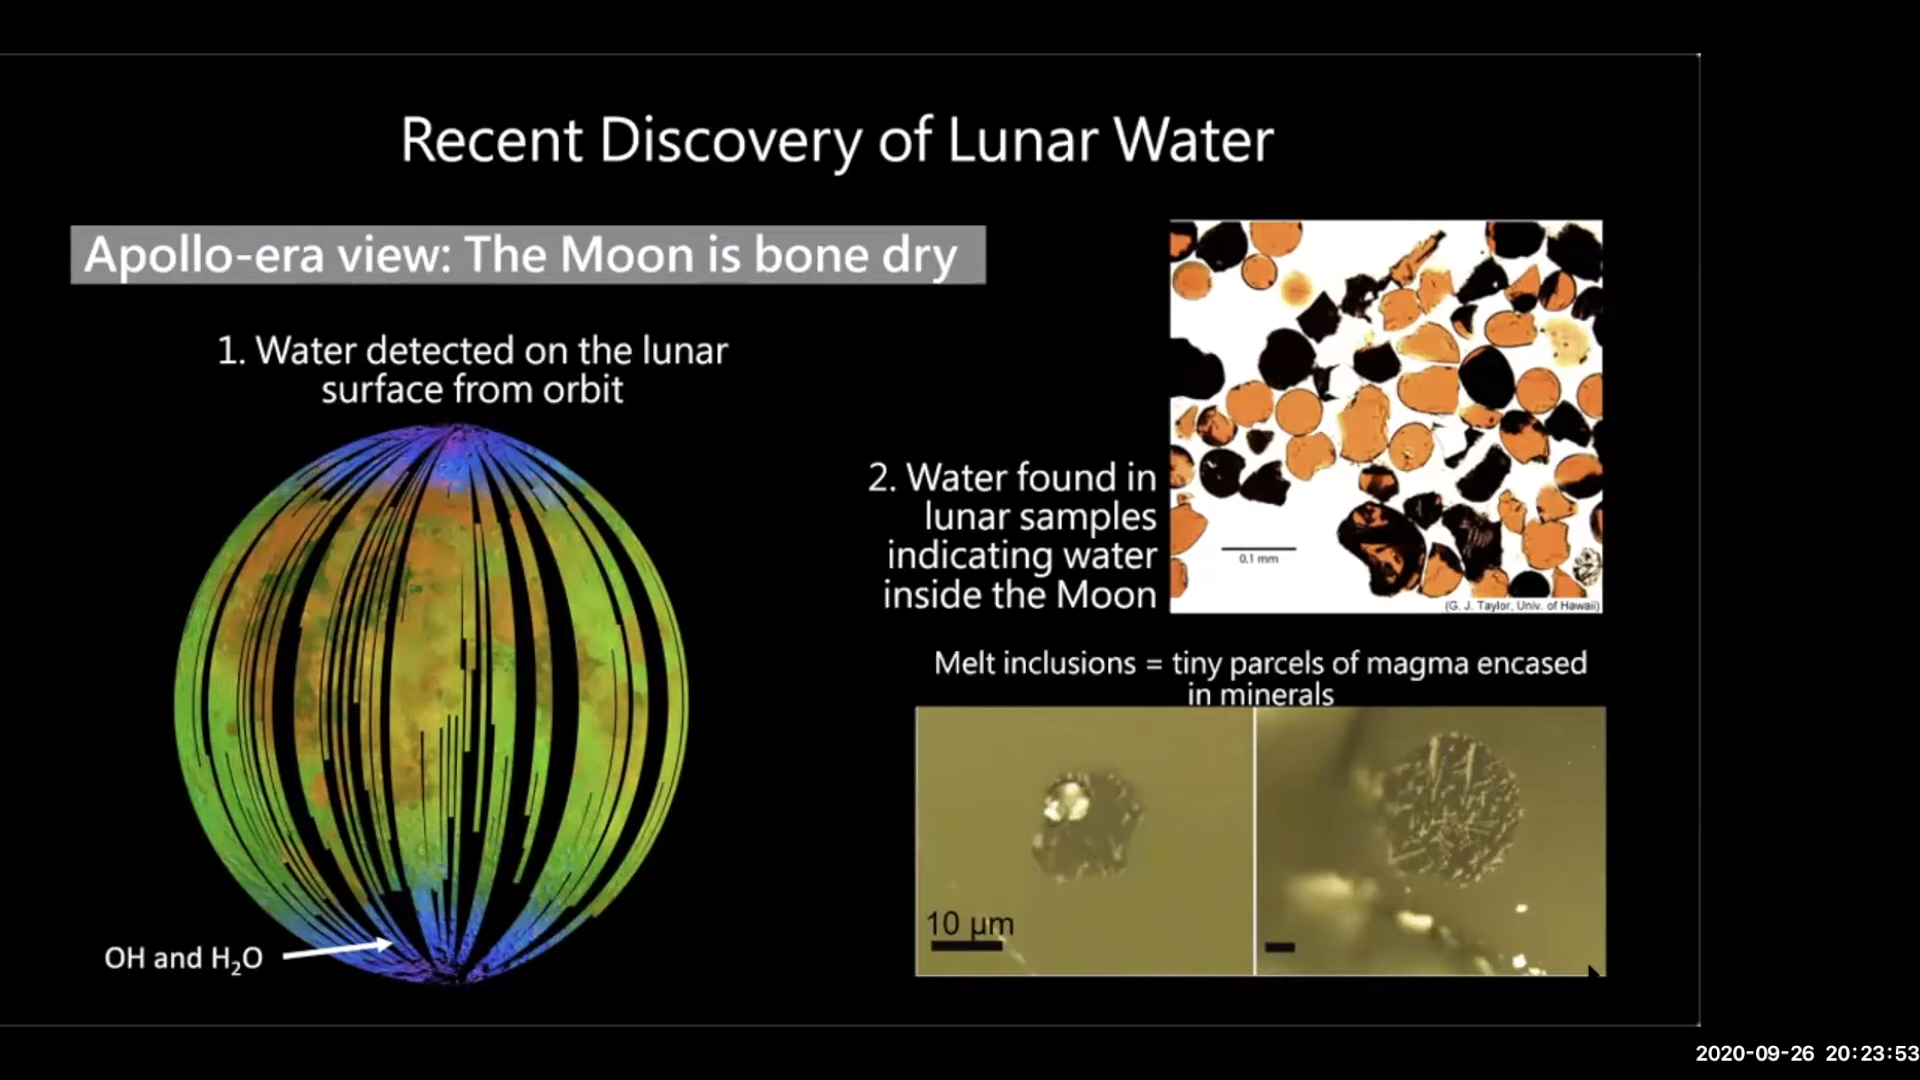 Recent Discovery of Lunar Water
Apollo-era view: The Moon is bone dry
1. Water detected on the lunar
surface from orbit
OH and H₂O
2. Water found in
lunar samples
indicating water
inside the Moon
0.1 mm
(G. J. Taylor, Univ. of Hawaii)
Melt inclusions = tiny parcels of magma encased
in minerals
10 µm
2020-09-26 20:23:53